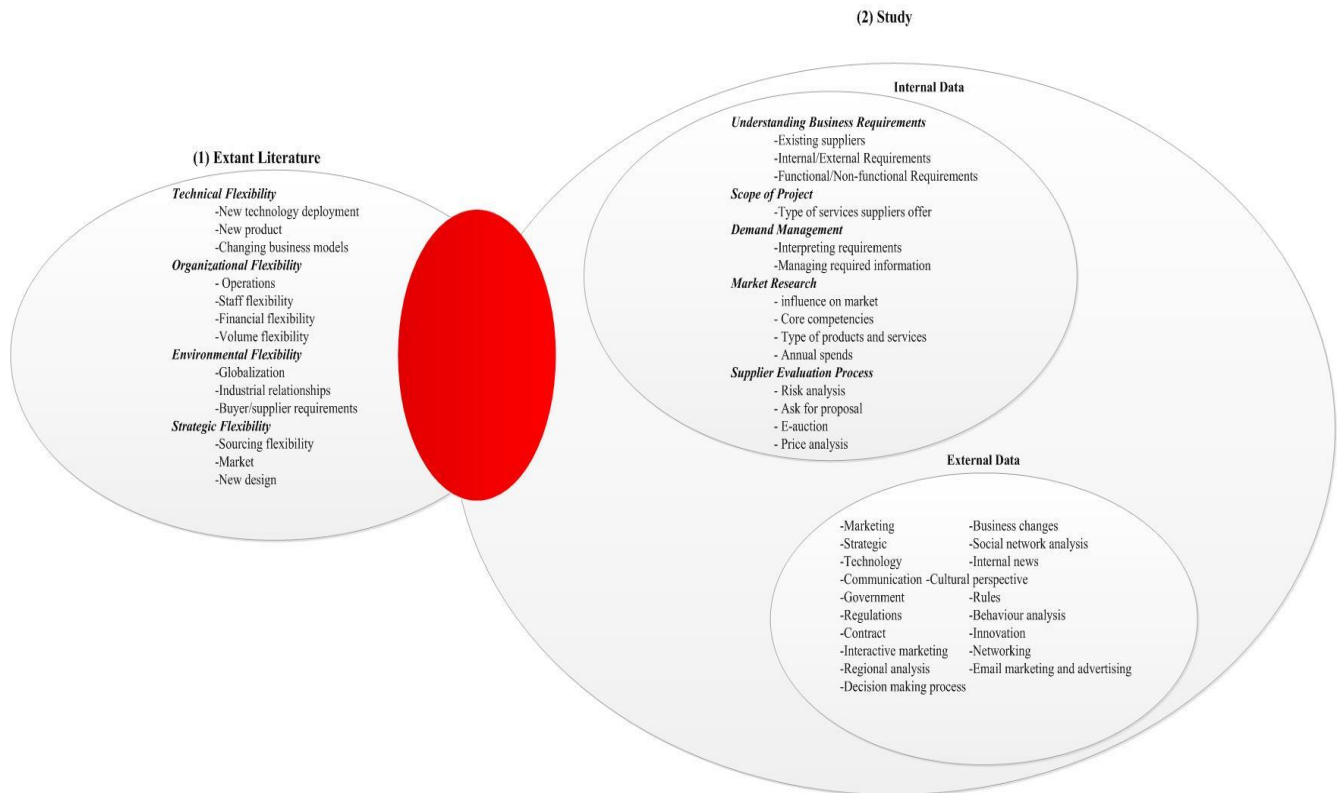 (2) Study
Internal Data
Understanding Business Requirements
-Existing suppliers
-Internal/External Requirements
-Functional/Non-functional Requirements
Scope of Project
-Type of services suppliers offer
Demand Management
-Interpreting requirements
-Managing required information
Market Research
- influence on market
- Core competencies
- Type of products and services
- Annual spends
Supplier Evaluation Process
- Risk analysis
- Ask for proposal
- E-auction
- Price analysis
(1) Extant Literature
Technical Flexibility
-New technology deployment
-New product
-Changing business models
Organizational Flexibility
- Operations
-Staff flexibility
-Financial flexibility
-Volume flexibility
Environmental Flexibility
-Globalization
-Industrial relationships
-Buyer/supplier requirements
Strategic Flexibility
-Sourcing flexibility
-Market
-New design
External Data
-Marketing -Business changes
-Strategic -Social network analysis
-Technology -Internal news
-Communication -Cultural perspective
-Government -Rules
-Regulations -Behaviour analysis
-Contract -Innovation
-Interactive marketing -Networking
-Regional analysis -Email marketing and advertising
-Decision making process